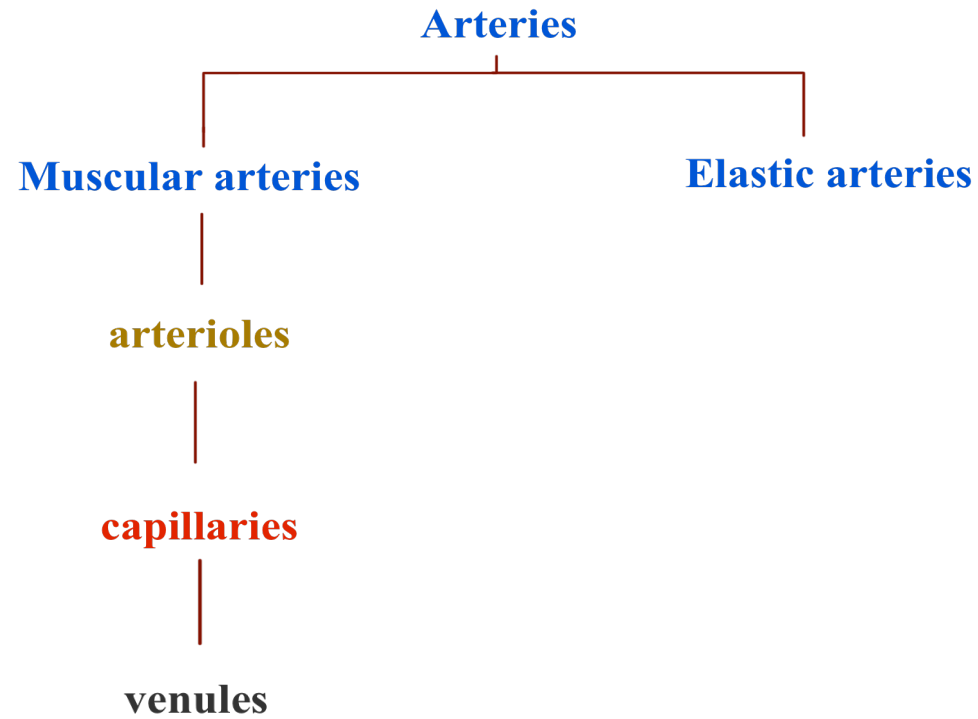 Arteries
Muscular arteries
Elastic arteries
arterioles
capillaries
venules